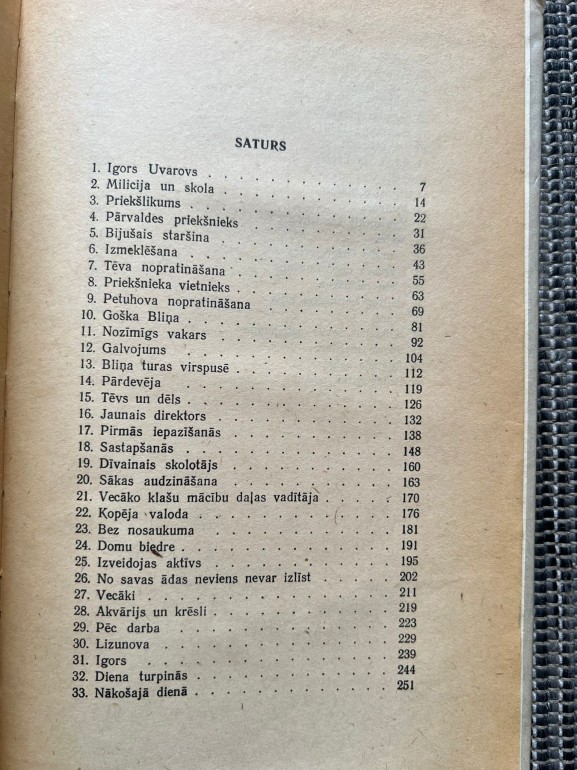 SATURS
1. Igors Uvarovs . . . . . . . . . . 7
2. Milicija un skola . . . . . . . . . . 14
3. Priekšlikums . . . . . . . . . . 22
4. Pārvaldes priekšnieks . . . . . . . . . . 31
5. Bijušais staršina . . . . . . . . . . 36
6. Izmeklēšana . . . . . . . . . . 43
7. Tēva nopratināšana . . . . . . . . . . 55
8. Priekšnieka vietnieks . . . . . . . . . . 63
9. Petuhova nopratināšana . . . . . . . . . . 69
10. Goška Bliņa . . . . . . . . . . 81
11. Nozīmīgs vakars . . . . . . . . . . 92
12. Galvojums . . . . . . . . . . 104
13. Bliņa turas virspusē . . . . . . . . . . 112
14. Pārdevēja . . . . . . . . . . 119
15. Tēvs un dēls . . . . . . . . . . 126
16. Jaunais direktors . . . . . . . . . . 132
17. Pirmās iepazīšanās . . . . . . . . . . 138
18. Sastapšanās . . . . . . . . . . 148
19. Dīvainais skolotājs . . . . . . . . . . 160
20. Sākas audzināšana . . . . . . . . . . 163
21. Vecāko klašu mācību daļas vadītāja . . . . . 170
22. Kopēja valoda . . . . . . . . . . 176
23. Bez nosaukuma . . . . . . . . . . 181
24. Domu biedre . . . . . . . . . . 191
25. Izveidojas aktīvs . . . . . . . . . . 195
26. No savas ādas neviens nevar izlīst . . . . . 202
27. Vecāki . . . . . . . . . . 211
28. Akvārijs un krēsli . . . . . . . . . . 219
29. Pēc darba . . . . . . . . . . 223
30. Lizunova . . . . . . . . . . 229
31. Igors . . . . . . . . . . 239
32. Diena turpinās . . . . . . . . . . 244
33. Nākošajā dienā . . . . . . . . . . 251